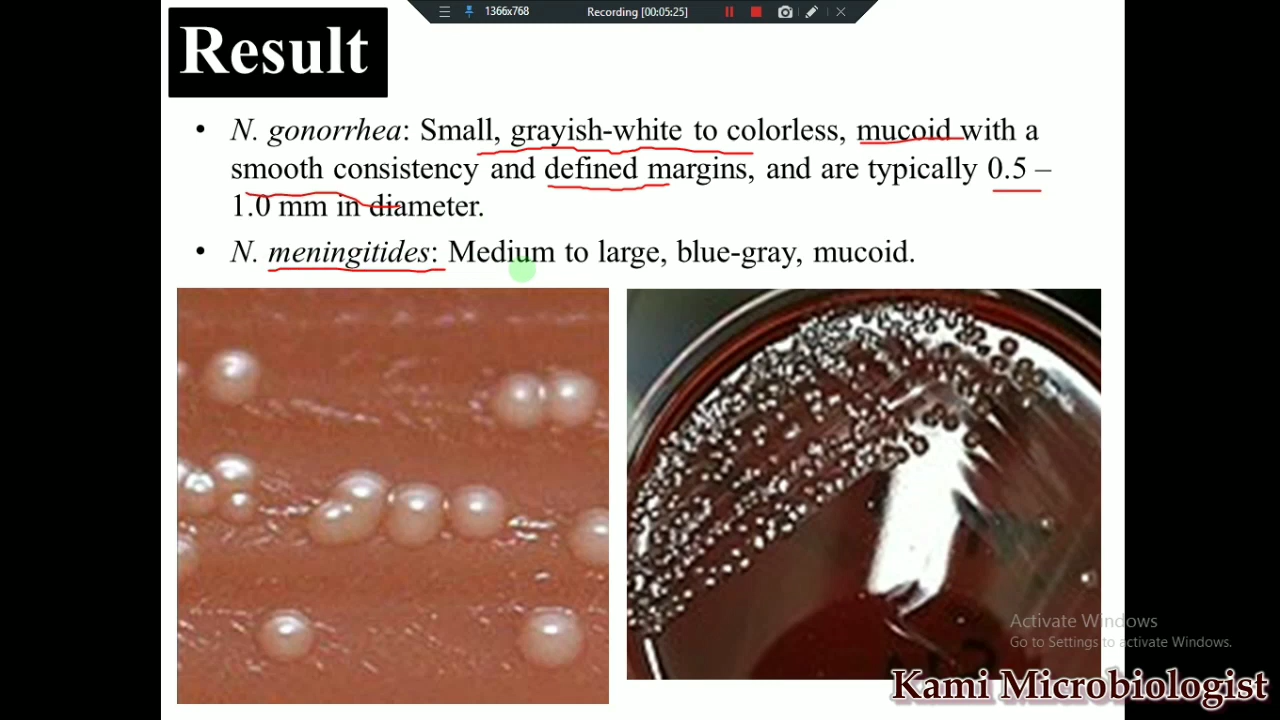 1366x768
Recording [00:05:25]
Result
• N. gonorrhea: Small, grayish-white to colorless, mucoid with a
smooth consistency and defined margins, and are typically 0.5 –
1.0 mm in diameter.
• N. meningitides: Medium to large, blue-gray, mucoid.
Activate Windows
Go to Settings to activate Windows.
Kami Microbiologist